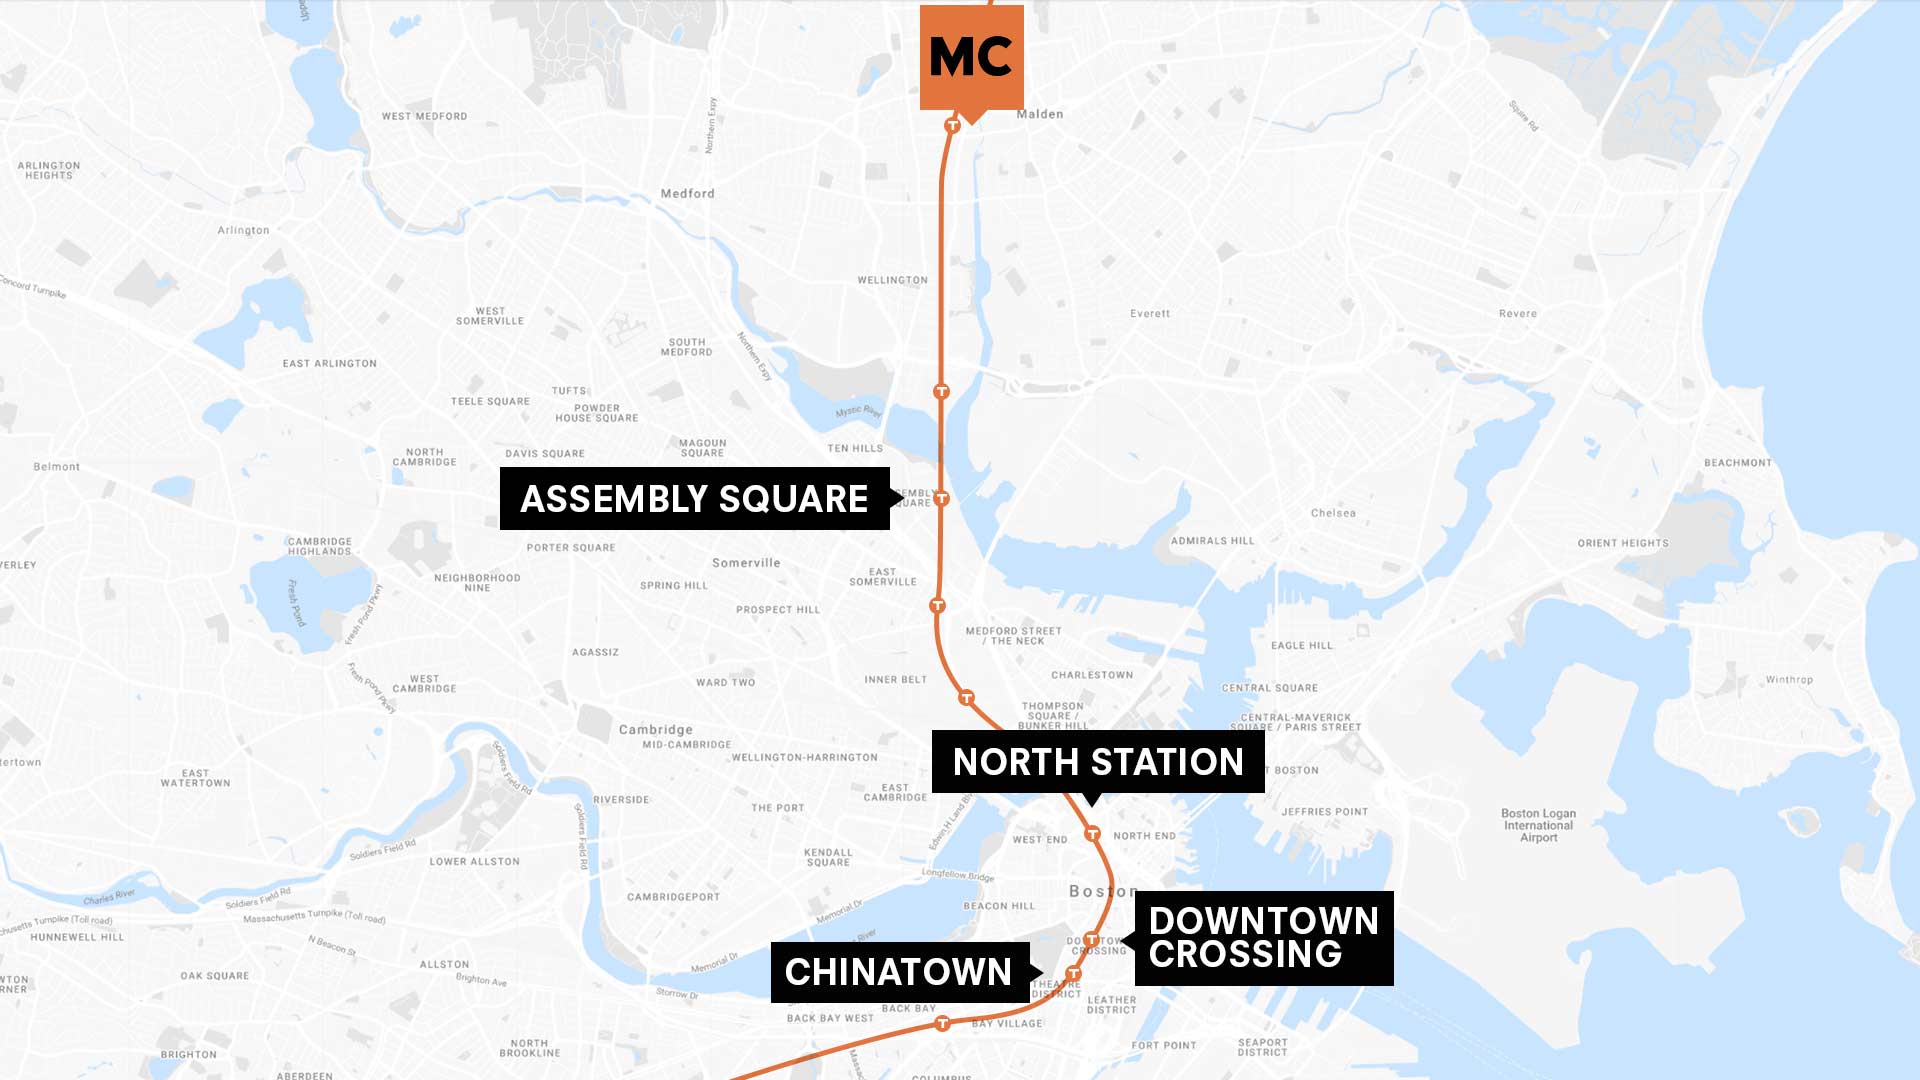 MC
WEST MEDFORD
Northern Expy
Malden
Squire Rd
ARLINGTON
HEIGHTS
Medford
Arlington
WELLINGTON
Concord Turnpike
WEST
SOMERVILLE
Everett
Revere
SOUTH
MEDFORD
Northern Expy
EAST ARLINGTON
TUFTS
TEELE SQUARE
POWDER
HOUSE SQUARE
Mystic River
MAGOUN
SQUARE
TEN HILLS
NORTH
CAMBRIDGE
DAVIS SQUARE
Belmont
BEACHMONT
ASSEMBLY SQUARE
Chelsea
CAMBRIDGE
HIGHLANDS
PORTER SQUARE
ADMIRALS HILL
ORIENT HEIGHTS
VERLEY
Somerville
NEIGHBORHOOD
NINE
SPRING HILL
EAST
SOMERVILLE
Fresh Pond
Fresh Pond Pkwy
PROSPECT HILL
MEDFORD STREET
/ THE NECK
EAGLE HILL
AGASSIZ
WEST
CAMBRIDGE
Fresh Pond Pkwy
WARD TWO
INNER BELT
CHARLESTOWN
Winthrop
CENTRAL SQUARE
THOMPSON
SQUARE /
BUNKER HILL
CENTRAL-MAVERICK
SQUARE / PARIS STREET
Cambridge
MID-CAMBRIDGE
WELLINGTON-HARRINGTON
NORTH STATION
T BOSTON
tertown
EAST
WATERTOWN
Soldiers Field Rd
RIVERSIDE
THE PORT
EAST
CAMBRIDGE
Edwin H Land Blv
JEFFRIES POINT
Boston Logan
International
Airport
WEST END
NORTH END
Soldiers Field Rd
Soldiers Field Rd
LOWER ALLSTON
KENDALL
SQUARE
Longfellow Bridge
Boston
Charles River
Soldiers Field Rd
CAMBRIDGEPORT
Memorial Dr
BEACON HILL
DOWNTOWN
CROSSING
chusetts Turnpike (Toll road)
Massachusetts Turnpike (Toll road)
HUNNEWELL HILL
N Beacon St
River
Memorial Dr
CHINATOWN
ALLSTON
OAK SQUARE
Brighton Ave
Storrow Dr
THEATRE
DISTRICT
LEATHER
DISTRICT
BACK BAY
BACK BAY WEST
BAY VILLAGE
BRIGHTON
NORTH
BROOKLINE
FORT POINT
SEAPORT
DISTRICT
ABERDEEN
COLUMBUS